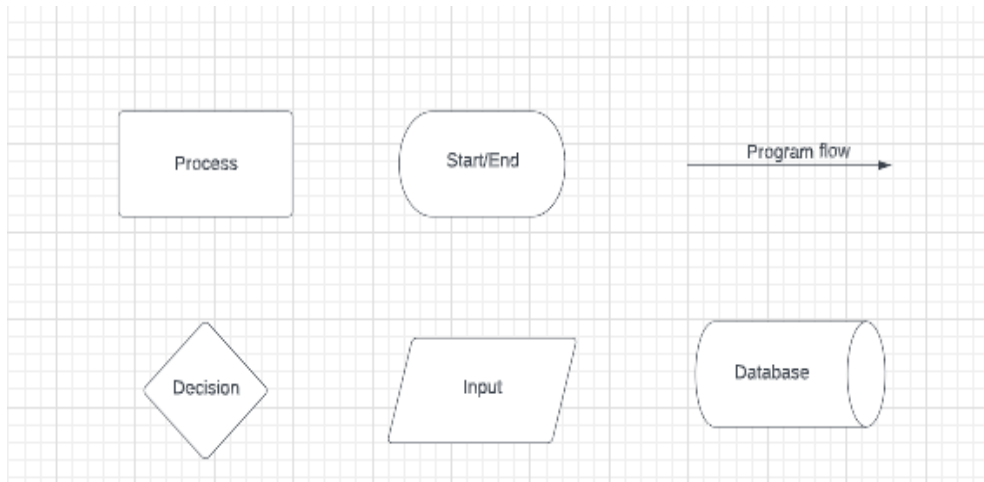 Process
Start/End
Program flow
Decision
Input
Database